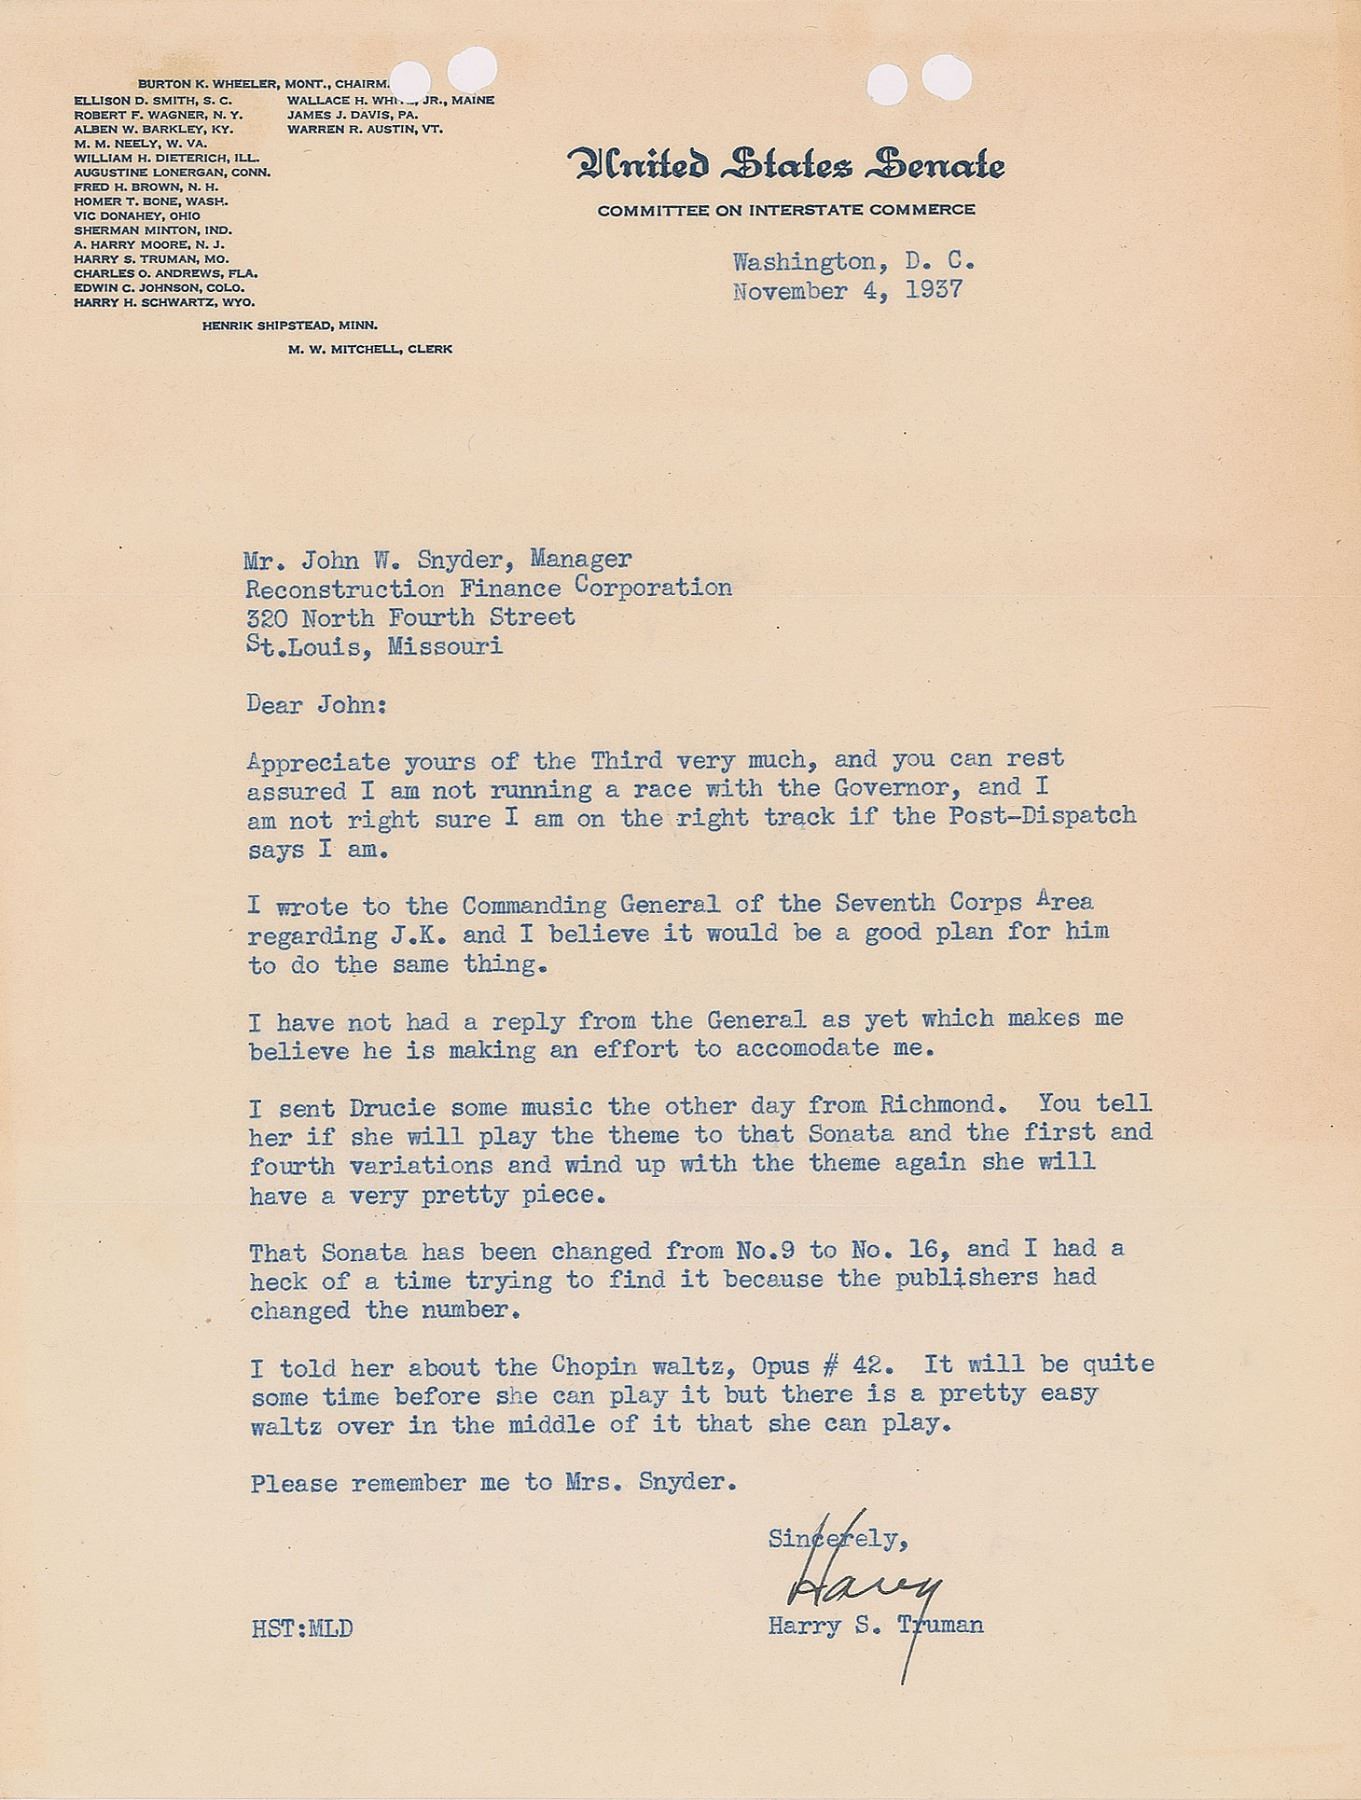 BURTON K. WHEELER, MONT., CHAIRM
ELLISON D. SMITH, S. C.
ROBERT F. WAGNER, N. Y.
ALBEN W. BARKLEY, KY.
M. M. NEELY, W. VA.
WILLIAM H. DIETERICH, ILL.
AUGUSTINE LONERGAN, CONN.
FRED H. BROWN, N. H.
HOMER T. BONE, WASH.
VIC DONAHEY, OHIO
SHERMAN MINTON, IND.
A. HARRY MOORE, N. J.
HARRY S. TRUMAN, MO.
CHARLES O. ANDREWS, FLA.
EDWIN C. JOHNSON, COLO.
HARRY H. SCHWARTZ, WYO.
WALLACE H. WHITE, JR., MAINE
JAMES J. DAVIS, PA.
WARREN R. AUSTIN, VT.
HENRIK SHIPSTEAD, MINN.
M. W. MITCHELL, CLERK
United States Senate
COMMITTEE ON INTERSTATE COMMERCE
Washington, D. C.
November 4, 1937
Mr. John W. Snyder, Manager
Reconstruction Finance Corporation
320 North Fourth Street
St.Louis, Missouri
Dear John:
Appreciate yours of the Third very much, and you can rest
assured I am not running a race with the Governor, and I
am not right sure I am on the right track if the Post-Dispatch
says I am.
I wrote to the Commanding General of the Seventh Corps Area
regarding J.K. and I believe it would be a good plan for him
to do the same thing.
I have not had a reply from the General as yet which makes me
believe he is making an effort to accomodate me.
I sent Drucie some music the other day from Richmond. You tell
her if she will play the theme to that Sonata and the first and
fourth variations and wind up with the theme again she will
have a very pretty piece.
That Sonata has been changed from No.9 to No. 16, and I had a
heck of a time trying to find it because the publishers had
changed the number.
I told her about the Chopin waltz, Opus # 42. It will be quite
some time before she can play it but there is a pretty easy
waltz over in the middle of it that she can play.
Please remember me to Mrs. Snyder.
Sincerely,
Harry
Harry S. Truman
HST:MLD